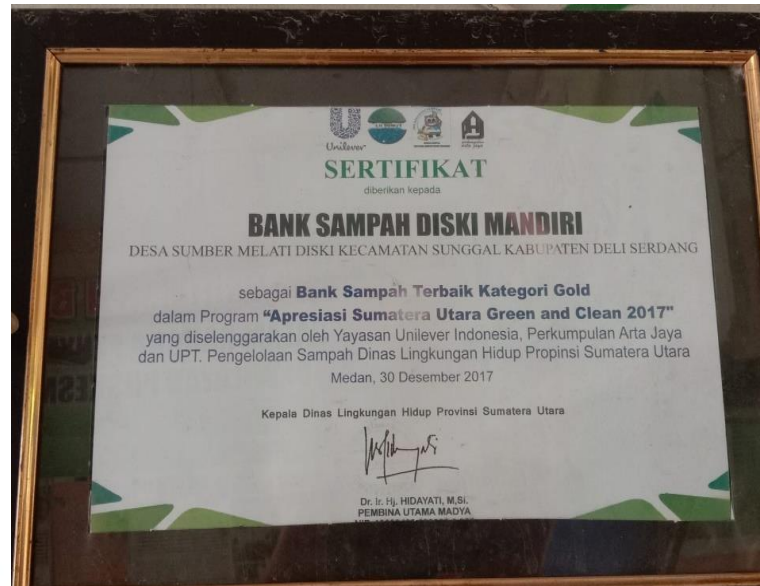 Unilever
SERTIFIKAT
diberikan kepada
BANK SAMPAH DISKI MANDIRI
DESA SUMBER MELATI DISKI KECAMATAN SUNGGAL KABUPATEN DELI SERDANG
sebagai Bank Sampah Terbaik Kategori Gold
dalam Program "Apresiasi Sumatera Utara Green and Clean 2017"
yang diselenggarakan oleh Yayasan Unilever Indonesia, Perkumpulan Arta Jaya
dan UPT. Pengelolaan Sampah Dinas Lingkungan Hidup Propinsi Sumatera Utara
Medan, 30 Desember 2017
Kepala Dinas Lingkungan Hidup Provinsi Sumatera Utara
Dr. Ir. Hj. HIDAYATI, M,Si.
PEMBINA UTAMA MADYA